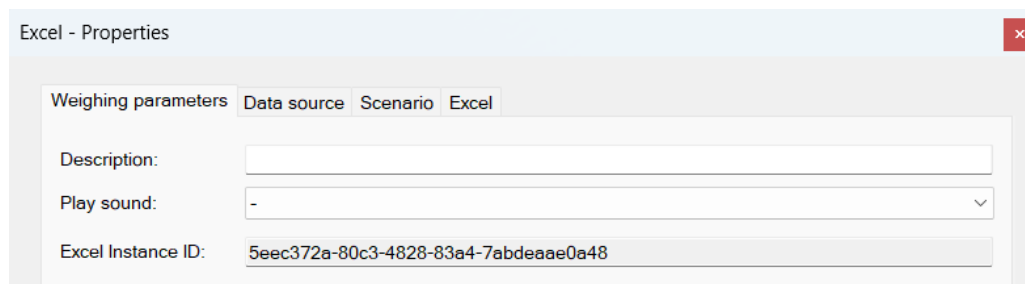 Excel - Properties
Weighing parameters Data source Scenario Excel
Description:
Play sound: -
Excel Instance ID: 5eec372a-80c3-4828-83a4-7abdeaae0a48